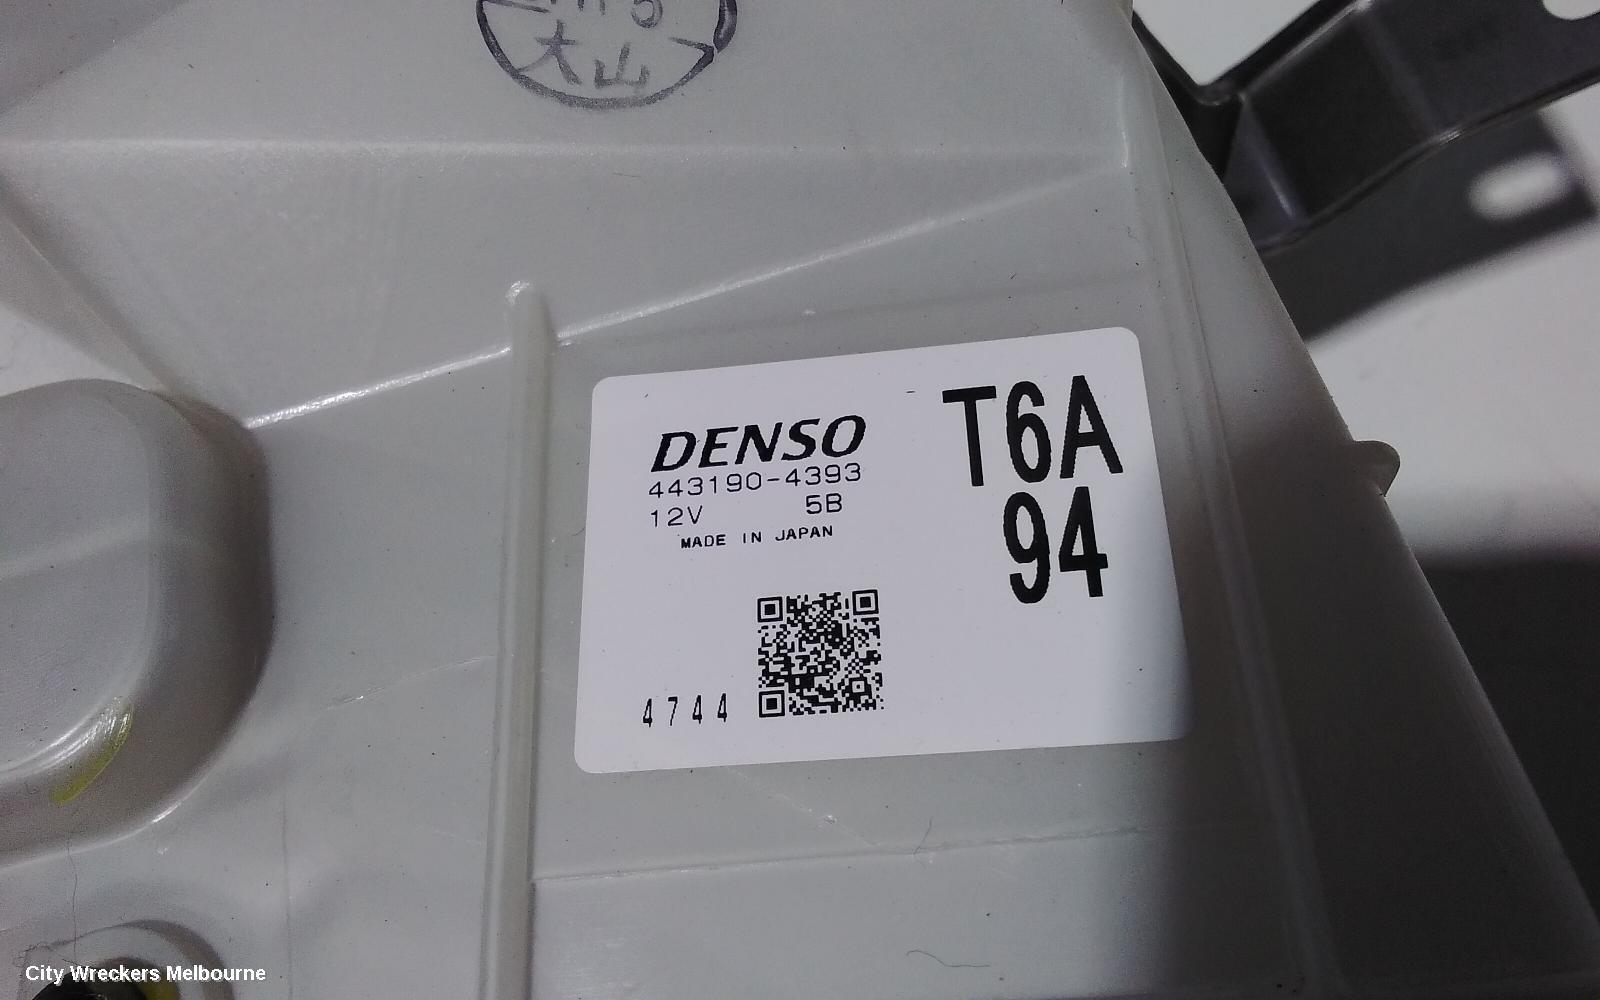 大山
DENSO
443190-4393
12V 5B
MADE IN JAPAN
T6A
94
4744
City Wreckers Melbourne